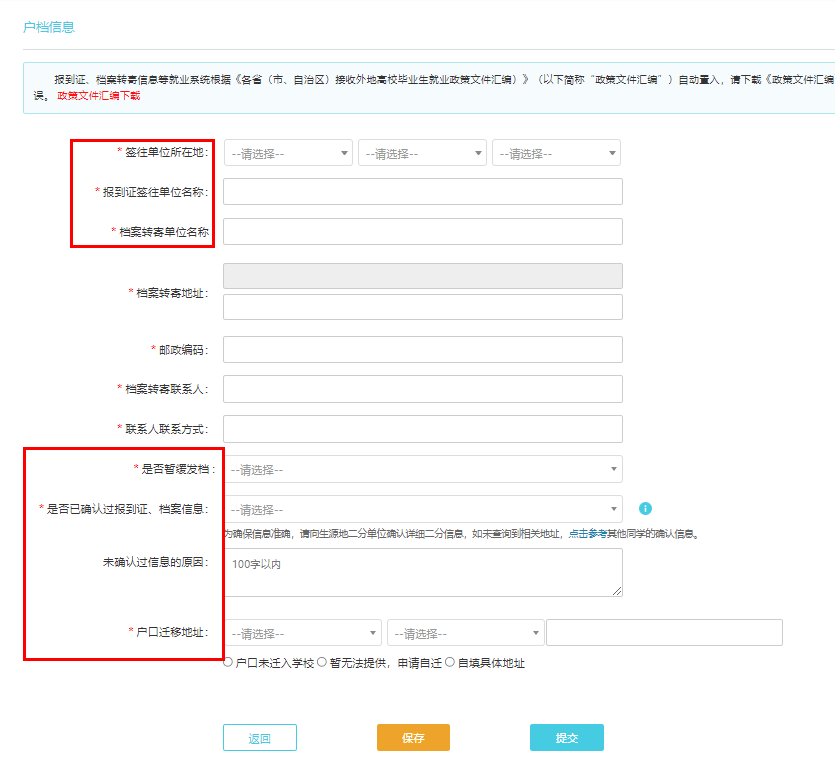 户档信息
报到证、档案转寄信息等就业系统根据《各省（市、自治区）接收外地高校毕业生就业政策文件汇编）》（以下简称“政策文件汇编”）自动置入，请下载《政策文件汇编
误。 政策文件汇编下载
* 签往单位所在地： --请选择-- --请选择-- --请选择--
* 报到证签往单位名称：
* 档案转寄单位名称
* 档案转寄地址：
* 邮政编码：
* 档案转寄联系人：
* 联系人联系方式：
* 是否暂缓发档： --请选择--
* 是否已确认过报到证、档案信息： --请选择--
为确保信息准确，请向生源地二分单位确认详细二分信息，如未查询到相关地址，点击参考其他同学的确认信息。
未确认过信息的原因： 100字以内
* 户口迁移地址： --请选择-- --请选择--
户口未迁入学校 暂无法提供，申请自迁 自填具体地址
返回 保存 提交